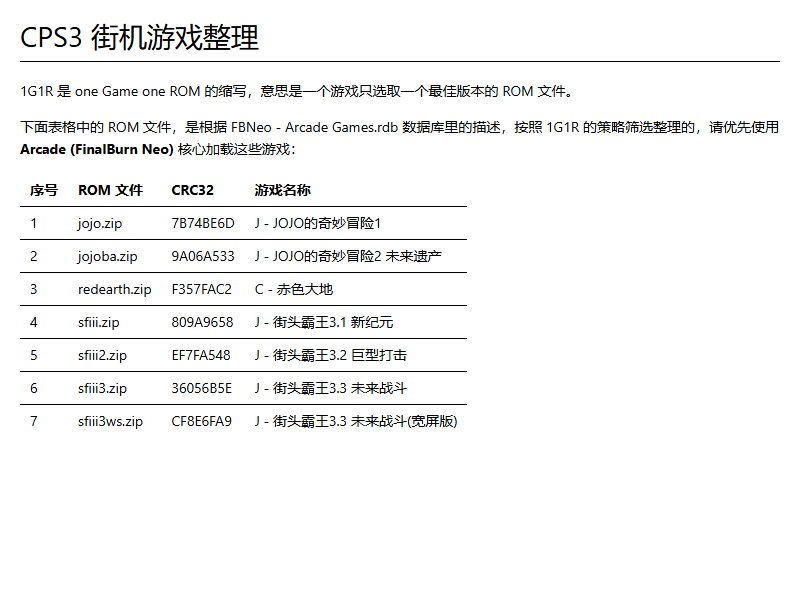 CPS3 街机游戏整理
1G1R 是 one Game one ROM 的缩写，意思是一个游戏只选取一个最佳版本的 ROM 文件。
下面表格中的 ROM 文件，是根据 FBNeo - Arcade Games.rdb 数据库里的描述，按照 1G1R 的策略筛选整理的，请优先使用
Arcade (FinalBurn Neo) 核心加载这些游戏：
序号 ROM 文件 CRC32 游戏名称
1 jojo.zip 7B74BE6D J - JOJO的奇妙冒险1
2 jojoba.zip 9A06A533 J - JOJO的奇妙冒险2 未来遗产
3 redearth.zip F357FAC2 C - 赤色大地
4 sfiii.zip 809A9658 J - 街头霸王3.1 新纪元
5 sfiii2.zip EF7FA548 J - 街头霸王3.2 巨型打击
6 sfiii3.zip 36056B5E J - 街头霸王3.3 未来战斗
7 sfiii3ws.zip CF8E6FA9 J - 街头霸王3.3 未来战斗(宽屏版)